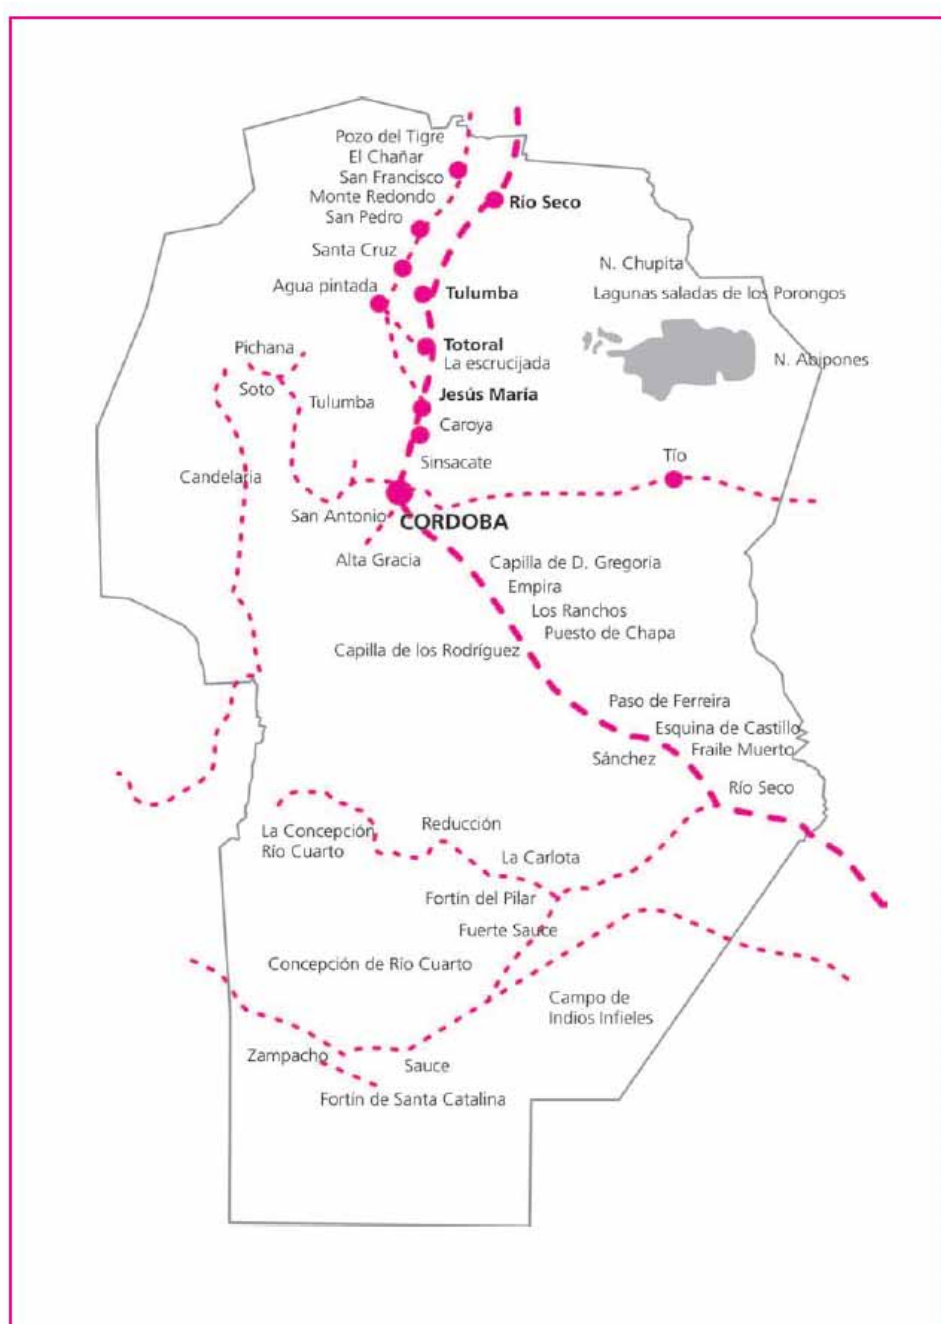 Pozo del Tigre
El Chañar
San Francisco
Monte Redondo
Río Seco
San Pedro
Santa Cruz
N. Chupita
Agua pintada
Tulumba
Lagunas saladas de los Porongos
Pichana
Totoral
La escrucijada
N. Abipones
Soto
Tulumba
Jesús María
Caroya
Tío
Sinsacate
Candelaria
San Antonio
CORDOBA
Alta Gracia
Capilla de D. Gregoria
Empira
Los Ranchos
Puesto de Chapa
Capilla de los Rodríguez
Paso de Ferreira
Esquina de Castillo
Fraile Muerto
Sánchez
Río Seco
La Concepción
Río Cuarto
Reducción
La Carlota
Fortín del Pilar
Fuerte Sauce
Concepción de Río Cuarto
Campo de
Indios Infieles
Zampacho
Sauce
Fortín de Santa Catalina